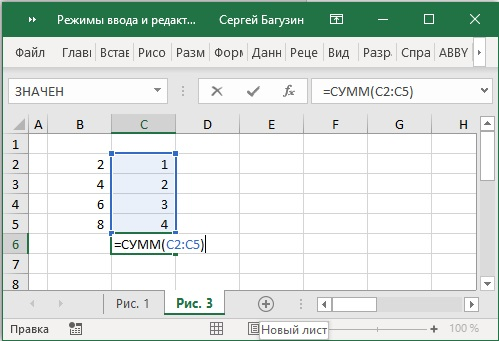 Режимы ввода и редакт... Сергей Багузин
Файл Главı Встаe Рисо Разм Форм Данн Реце Вид Разр Спра ABBY
ЗНАЧЕН fx =СУММ(C2:C5)
A B C D E F G H
1
2 2 1
3 4 2
4 6 3
5 8 4
6 =СУММ(C2:C5)
7
8
Рис. 1 Рис. 3
Правка 100 %
Новый лист